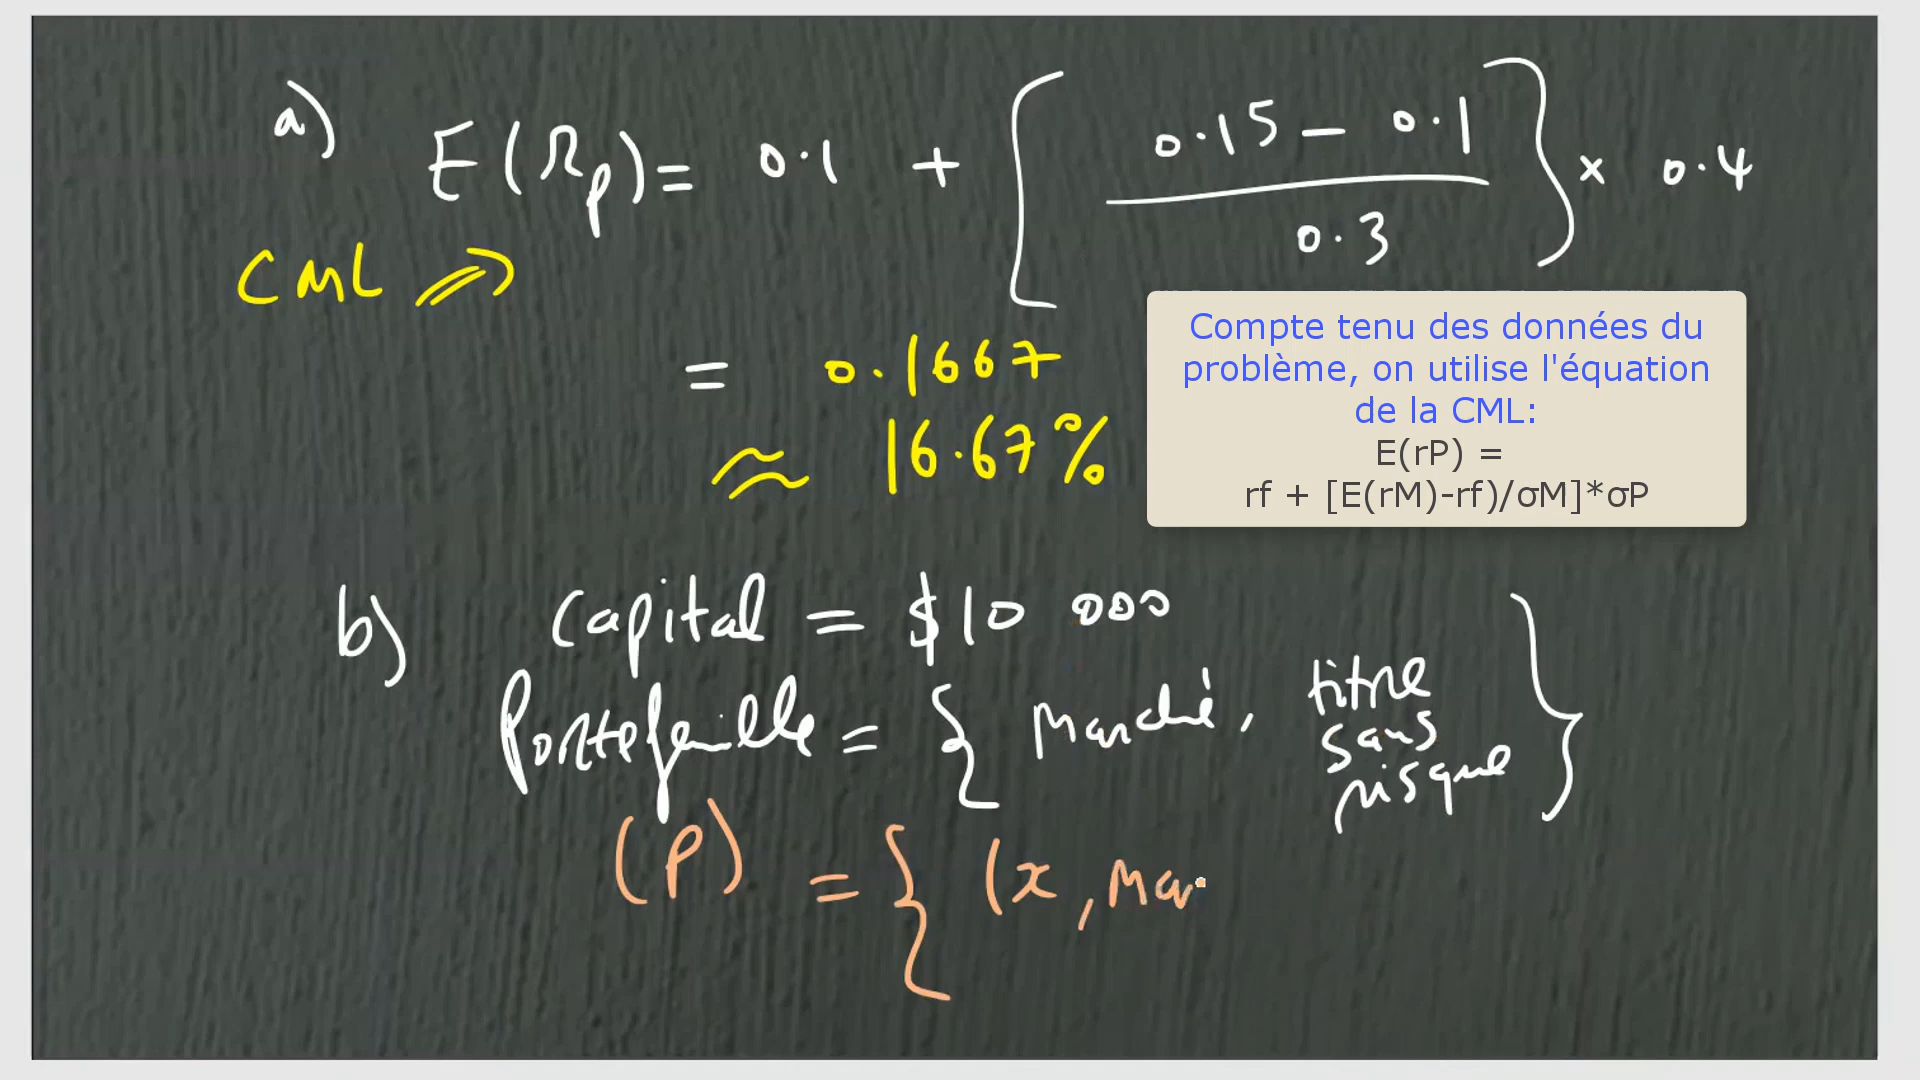 a) E(rp) = 0.1 + [ 0.15 - 0.1 / 0.3 ] x 0.4
CML ⇒
= 0.1667
≈ 16.67%
Compte tenu des données du
problème, on utilise l'équation
de la CML:
E(rP) =
rf + [E(rM)-rf)/σM]*σP
b) Capital = $10 000
Portefeuille = { Marché, titre
sans
risque }
(P) = { (x, Mar